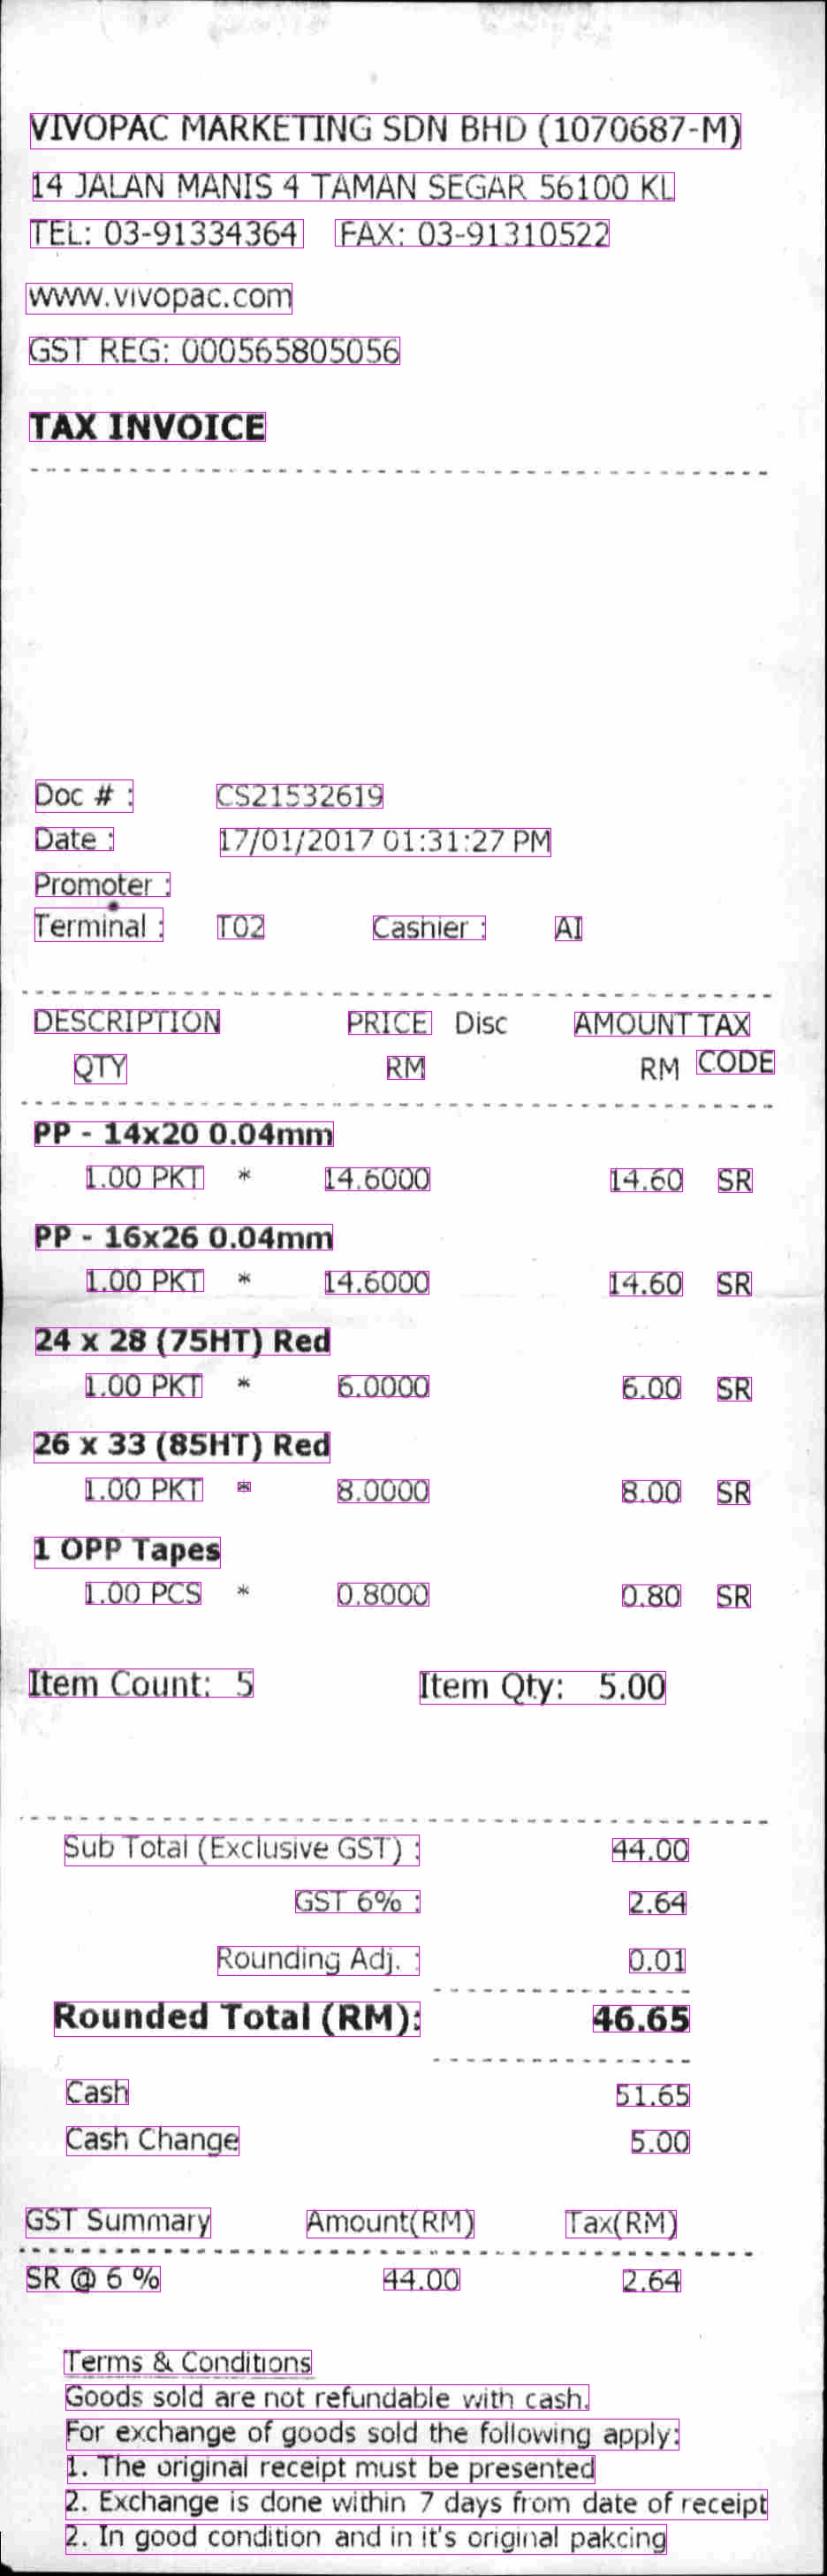 VIVOPAC MARKETING SDN BHD (1070687-M)
14 JALAN MANIS 4 TAMAN SEGAR 56100 KL
TEL: 03-91334364 FAX: 03-91310522
www.vivopac.com
GST REG: 000565805056
TAX INVOICE
Doc # : CS21532619
Date : 17/01/2017 01:31:27 PM
Promoter :
Terminal : T02 Cashier : AI
DESCRIPTION PRICE Disc AMOUNT TAX
QTY RM RM CODE
PP - 14x20 0.04mm
1.00 PKT * 14.6000 14.60 SR
PP - 16x26 0.04mm
1.00 PKT * 14.6000 14.60 SR
24 x 28 (75HT) Red
1.00 PKT * 6.0000 6.00 SR
26 x 33 (85HT) Red
1.00 PKT * 8.0000 8.00 SR
1 OPP Tapes
1.00 PCS * 0.8000 0.80 SR
Item Count: 5 Item Qty: 5.00
Sub Total (Exclusive GST) : 44.00
GST 6% : 2.64
Rounding Adj. : 0.01
Rounded Total (RM): 46.65
Cash 51.65
Cash Change 5.00
GST Summary Amount(RM) Tax(RM)
SR @ 6 % 44.00 2.64
Terms & Conditions
Goods sold are not refundable with cash.
For exchange of goods sold the following apply:
1. The original receipt must be presented
2. Exchange is done within 7 days from date of receipt
2. In good condition and in it's original pakcing